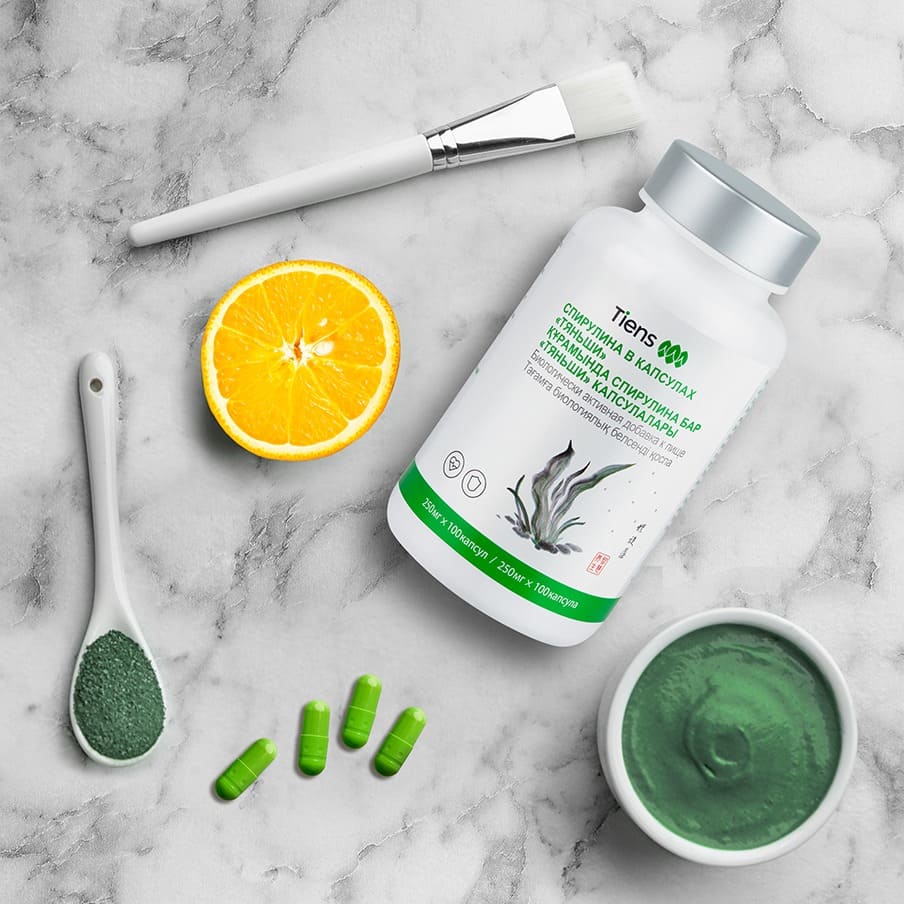 Tiens
СПИРУЛИНА В КАПСУЛАХ
«ТЯНЬШИ»
ҚҰРАМЫНДА СПИРУЛИНА БАР
«ТЯНЬШИ» КАПСУЛАЛАРЫ
Биологически активная добавка к пище
Тағамға биологиялық белсенді қоспа
250мг x 100капсул / 250мг x 100капсула